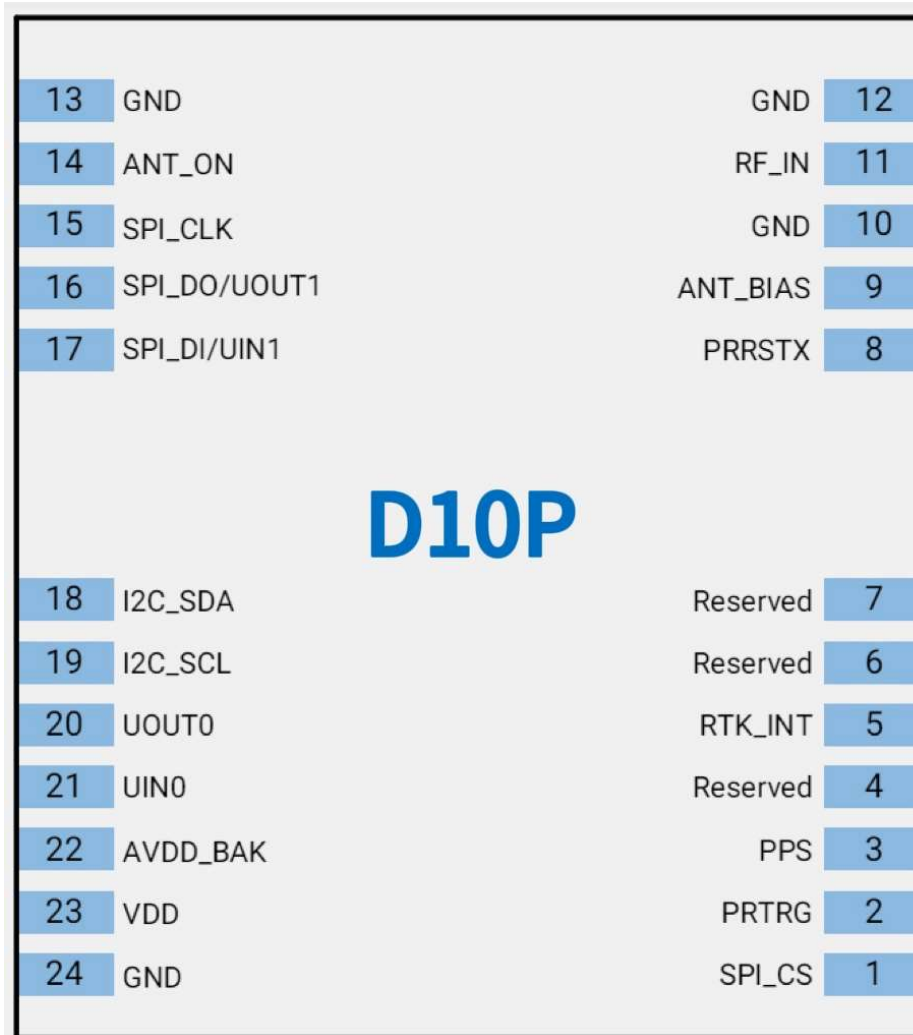 13 GND GND 12
14 ANT_ON RF_IN 11
15 SPI_CLK GND 10
16 SPI_DO/UOUT1 ANT_BIAS 9
17 SPI_DI/UIN1 PRRSTX 8
D10P
18 I2C_SDA Reserved 7
19 I2C_SCL Reserved 6
20 UOUT0 RTK_INT 5
21 UIN0 Reserved 4
22 AVDD_BAK PPS 3
23 VDD PRTRG 2
24 GND SPI_CS 1